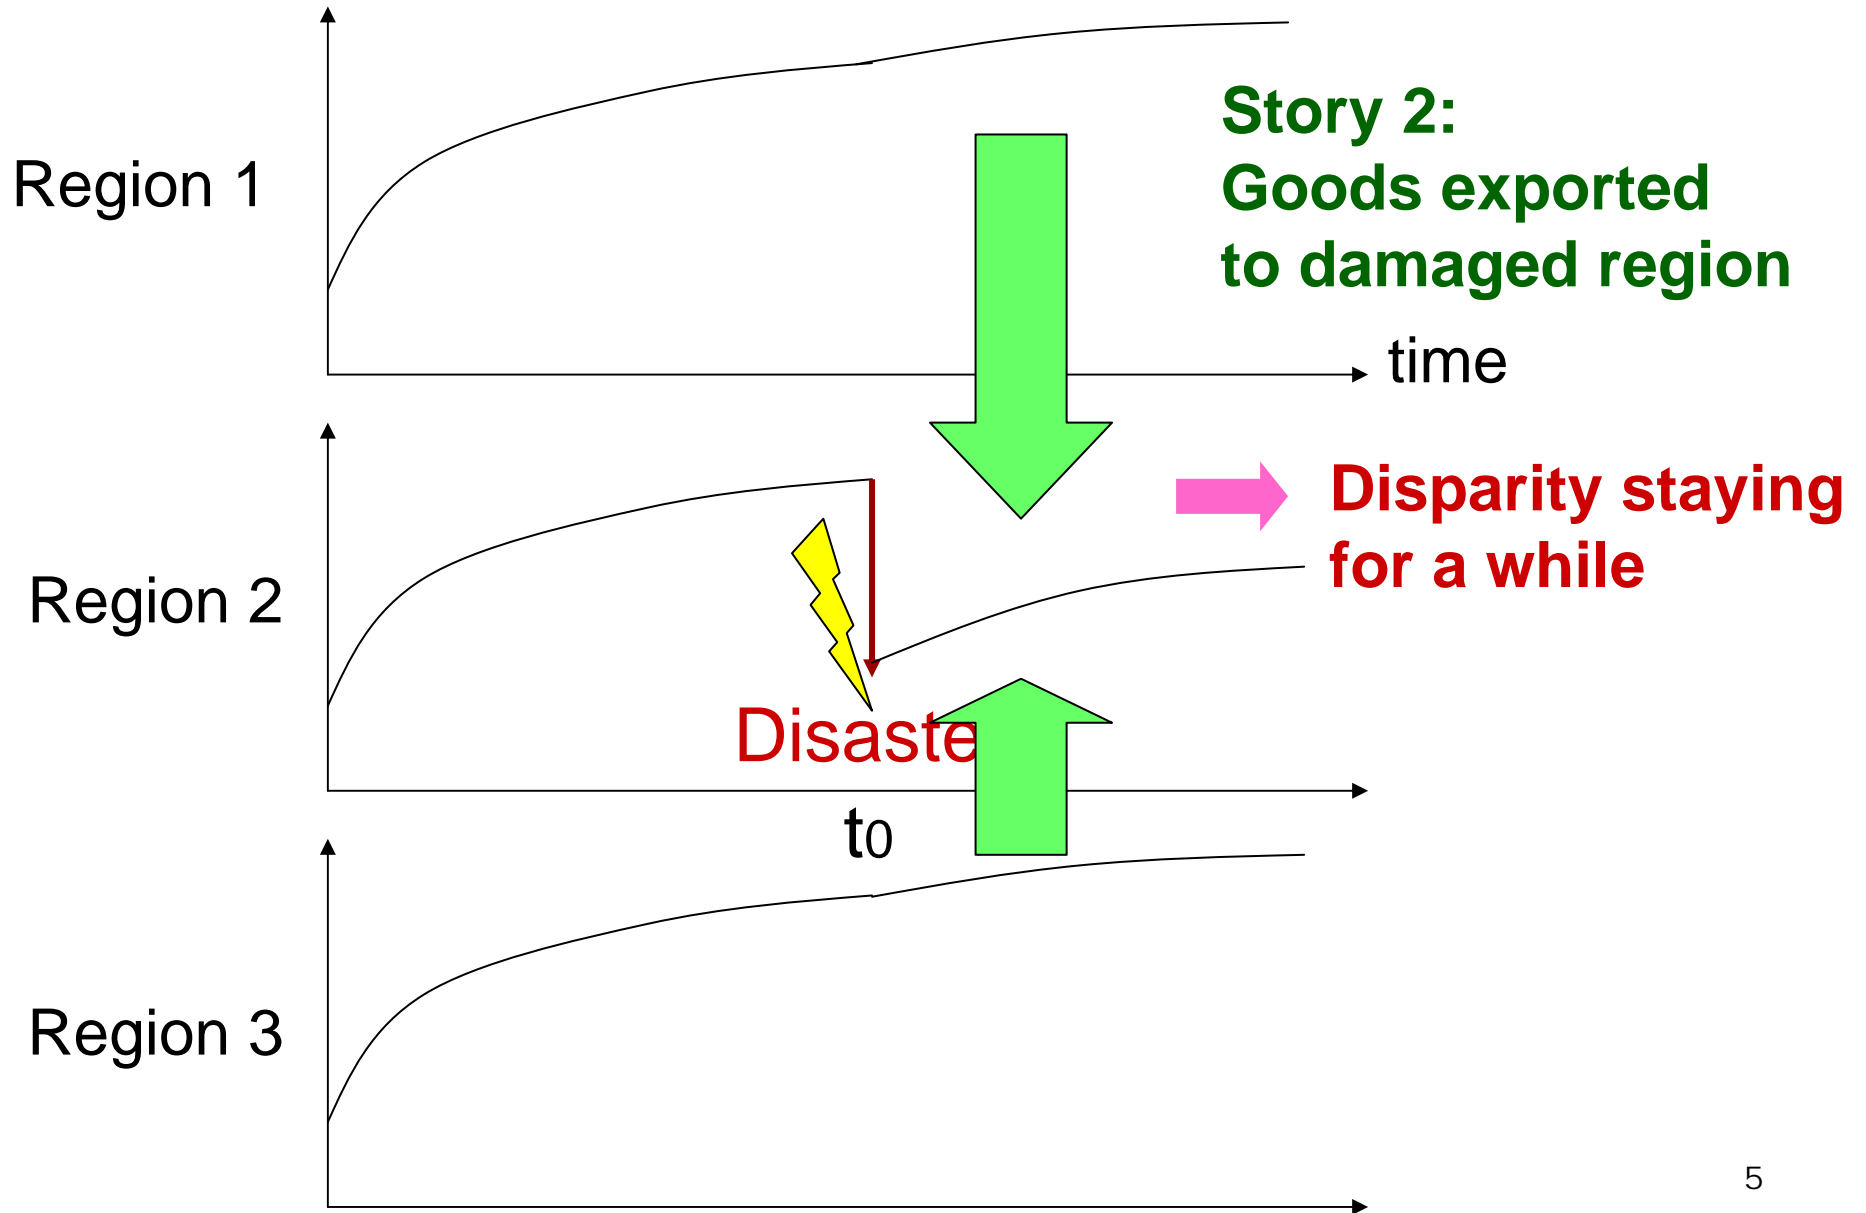 Story 2:
Goods exported
to damaged region
Region 1
time
Disparity staying
for a while
Region 2
Disaste
t0
Region 3
5